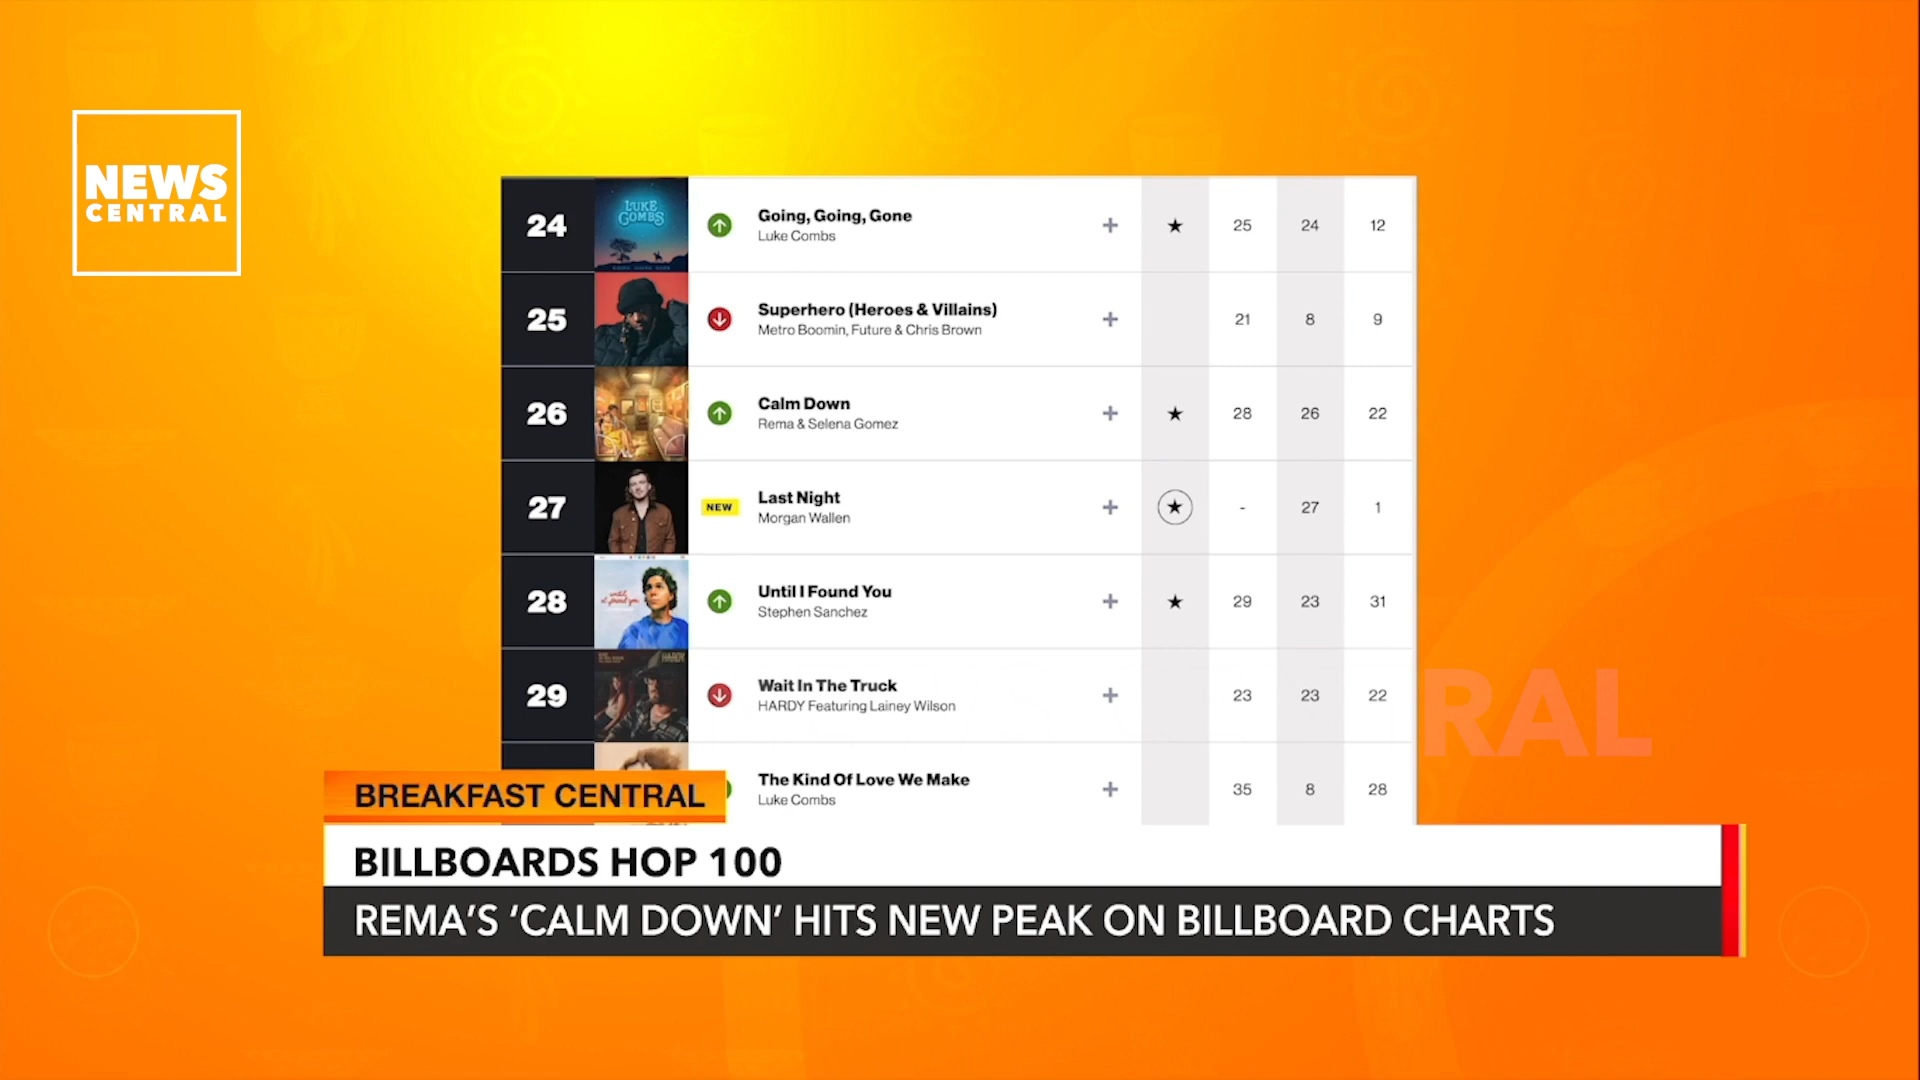 NEWS
CENTRAL
24 LUKE COMBS Going, Going, Gone + ★ 25 24 12
Luke Combs
25 Superhero (Heroes & Villains) + 21 8 9
Metro Boomin, Future & Chris Brown
26 Calm Down + ★ 28 26 22
Rema & Selena Gomez
27 NEW Last Night + ★ - 27 1
Morgan Wallen
28 Until I Found You + ★ 29 23 31
Stephen Sanchez
29 HARDY Wait In The Truck + 23 23 22
HARDY Featuring Lainey Wilson
The Kind Of Love We Make + 35 8 28
Luke Combs
RAL
BREAKFAST CENTRAL
BILLBOARDS HOP 100
REMA'S ‘CALM DOWN’ HITS NEW PEAK ON BILLBOARD CHARTS